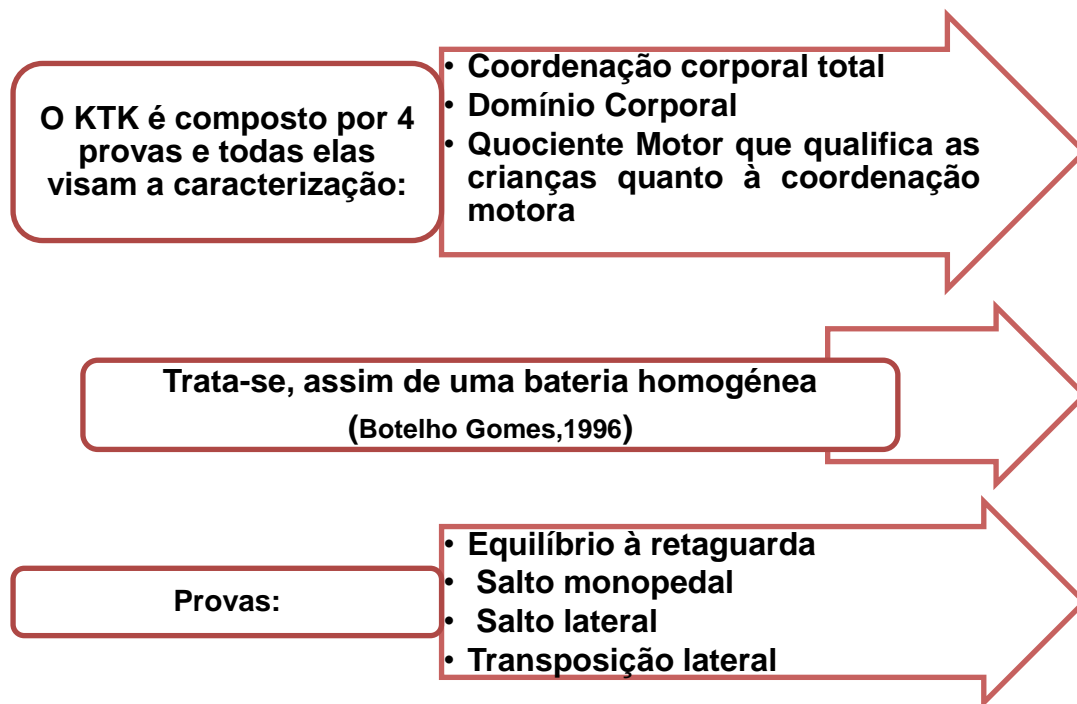 O KTK é composto por 4
provas e todas elas
visam a caracterização:
• Coordenação corporal total
• Domínio Corporal
• Quociente Motor que qualifica as
crianças quanto à coordenação
motora
Trata-se, assim de uma bateria homogénea
(Botelho Gomes,1996)
Provas:
• Equilíbrio à retaguarda
• Salto monopedal
• Salto lateral
• Transposição lateral